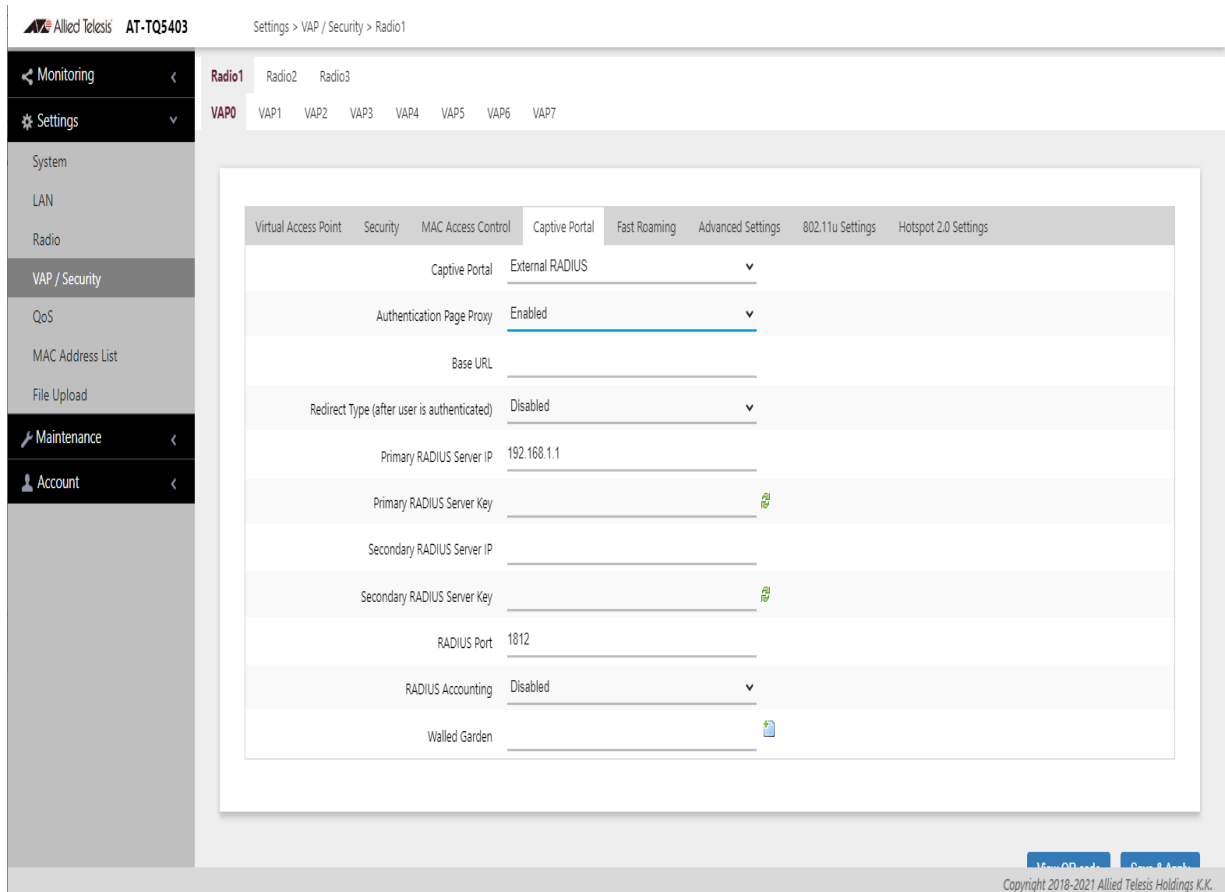 Allied Telesis AT-TQ5403 Settings > VAP / Security > Radio1
Monitoring
Settings
System
LAN
Radio
VAP / Security
QoS
MAC Address List
File Upload
Maintenance
Account
Radio1 Radio2 Radio3
VAP0 VAP1 VAP2 VAP3 VAP4 VAP5 VAP6 VAP7
Virtual Access Point Security MAC Access Control Captive Portal Fast Roaming Advanced Settings 802.11u Settings Hotspot 2.0 Settings
Captive Portal External RADIUS
Authentication Page Proxy Enabled
Base URL
Redirect Type (after user is authenticated) Disabled
Primary RADIUS Server IP 192.168.1.1
Primary RADIUS Server Key
Secondary RADIUS Server IP
Secondary RADIUS Server Key
RADIUS Port 1812
RADIUS Accounting Disabled
Walled Garden
View QR code Save & Apply
Copyright 2018-2021 Allied Telesis Holdings K.K.